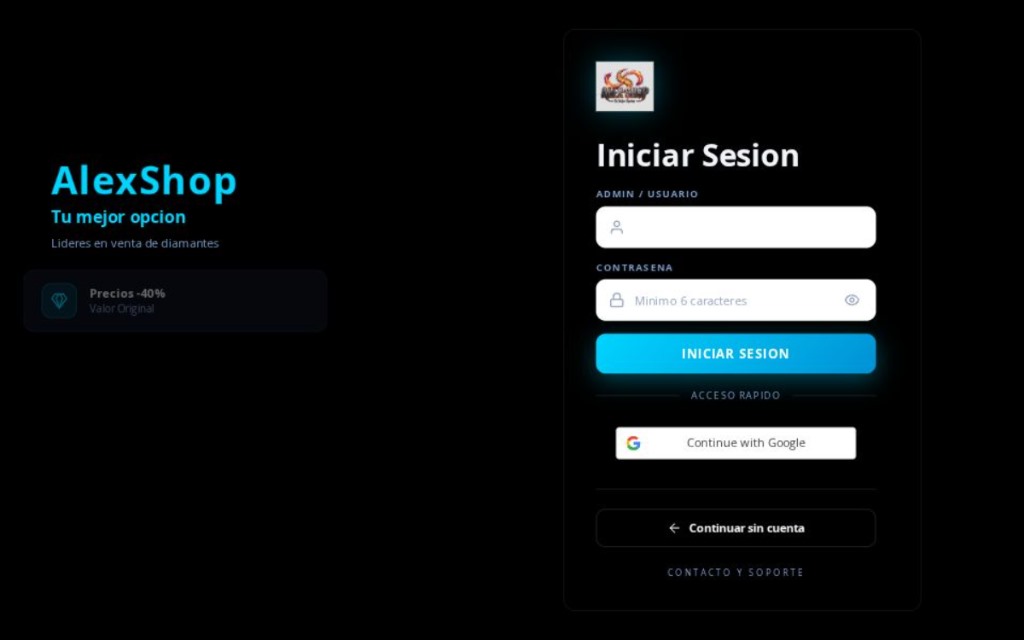 AlexShop
Tu mejor opcion
Lideres en venta de diamantes
Precios -40%
Valor Original
Iniciar Sesion
ADMIN / USUARIO
CONTRASENA
Minimo 6 caracteres
INICIAR SESION
ACCESO RAPIDO
Continue with Google
Continuar sin cuenta
CONTACTO Y SOPORTE